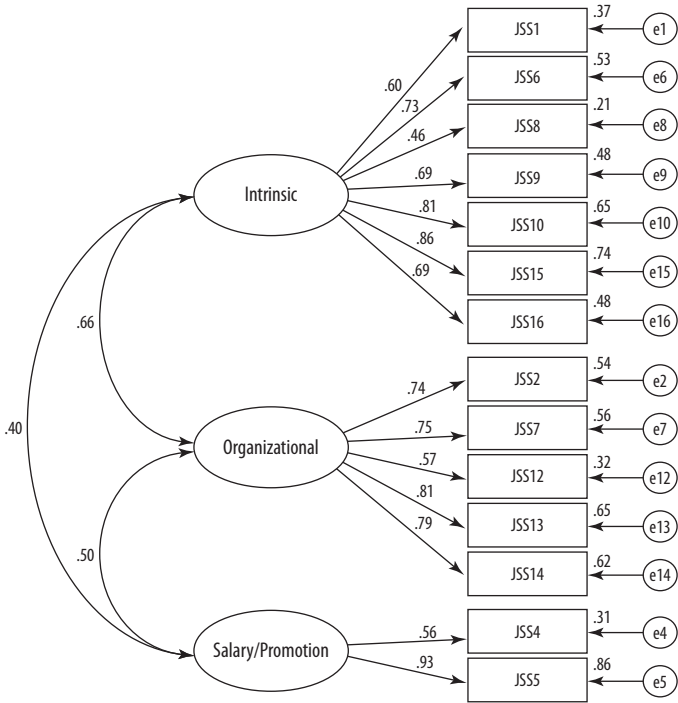 .37
JSS1
e1
.60
.53
JSS6
e6
.73
.21
JSS8
e8
.46
.48
JSS9
e9
.69
Intrinsic
.65
JSS10
e10
.81
.74
JSS15
e15
.86
.48
JSS16
e16
.69
.66
.40
.54
JSS2
e2
.74
.56
JSS7
e7
.75
Organizational
.32
JSS12
e12
.57
.65
JSS13
e13
.81
.62
JSS14
e14
.79
.50
.31
JSS4
e4
.56
Salary/Promotion
.86
JSS5
e5
.93